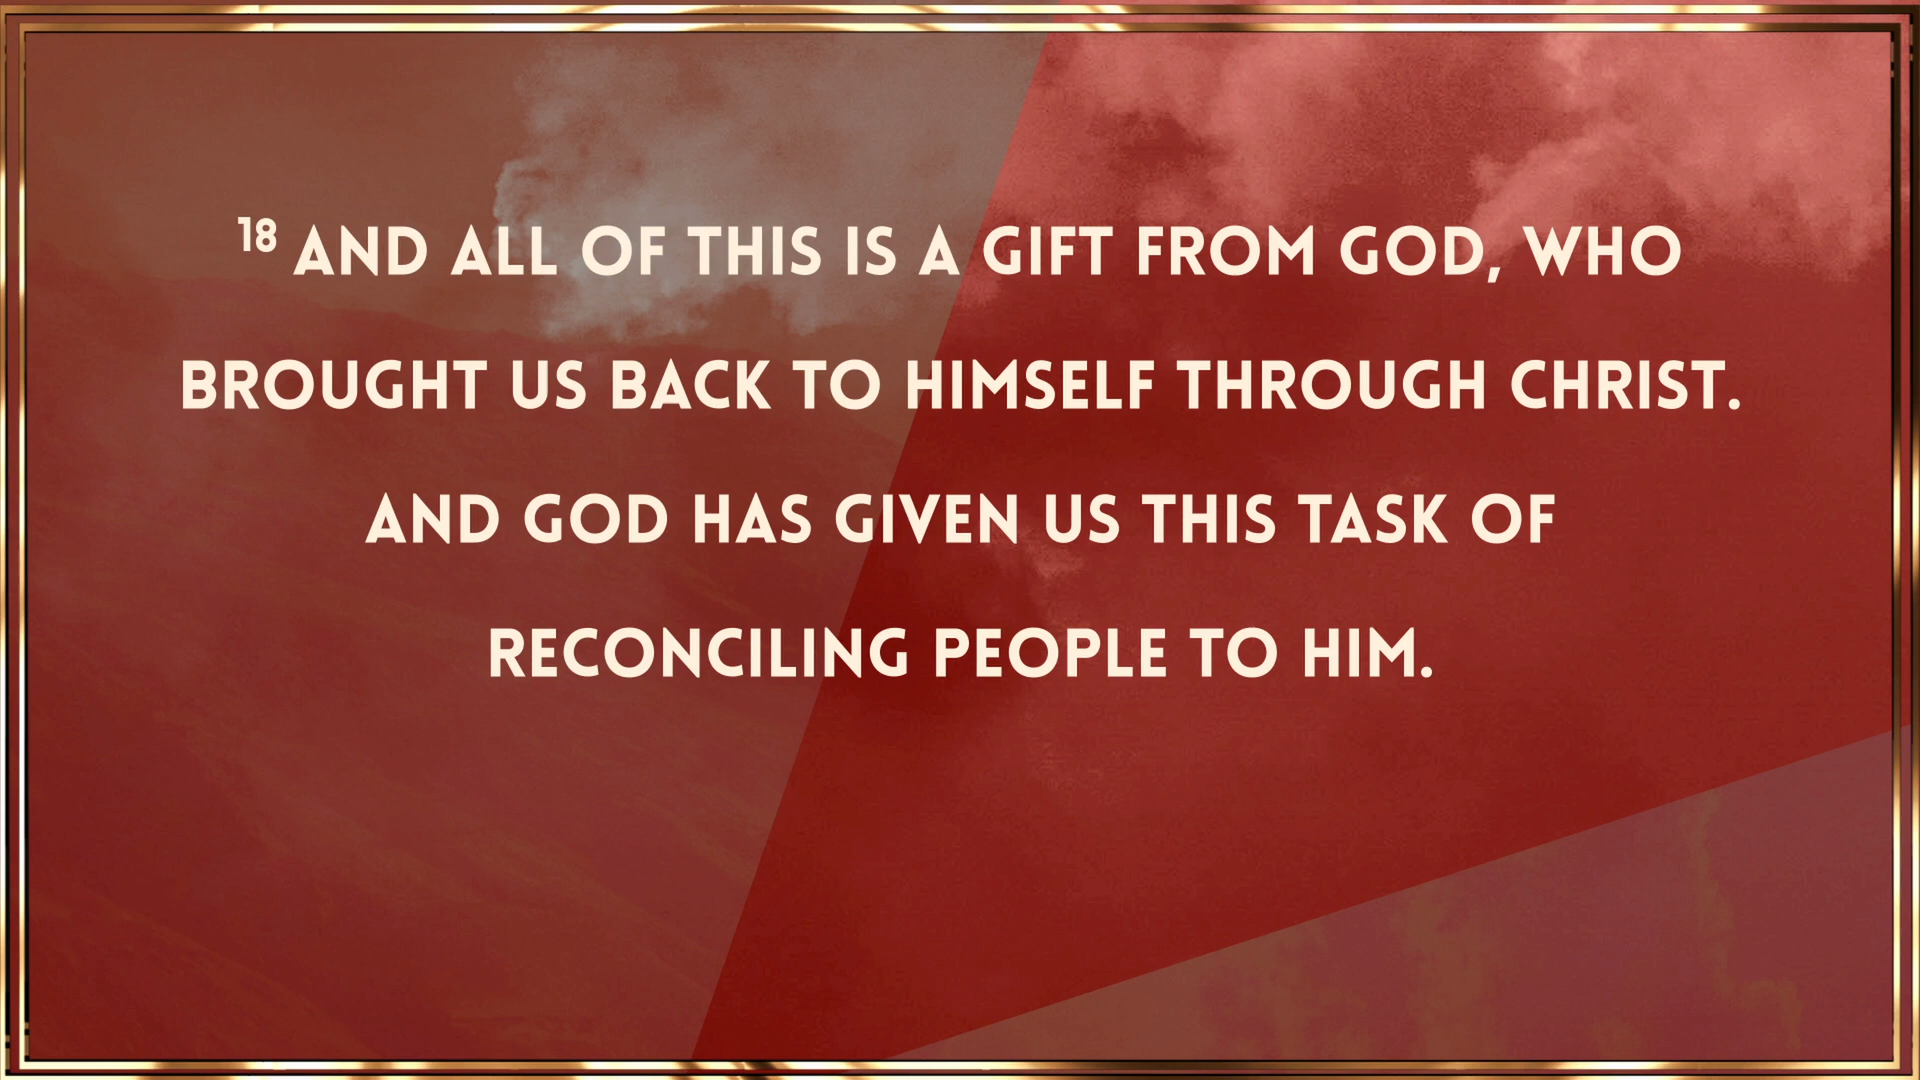 18 AND ALL OF THIS IS A GIFT FROM GOD, WHO
BROUGHT US BACK TO HIMSELF THROUGH CHRIST.
AND GOD HAS GIVEN US THIS TASK OF
RECONCILING PEOPLE TO HIM.